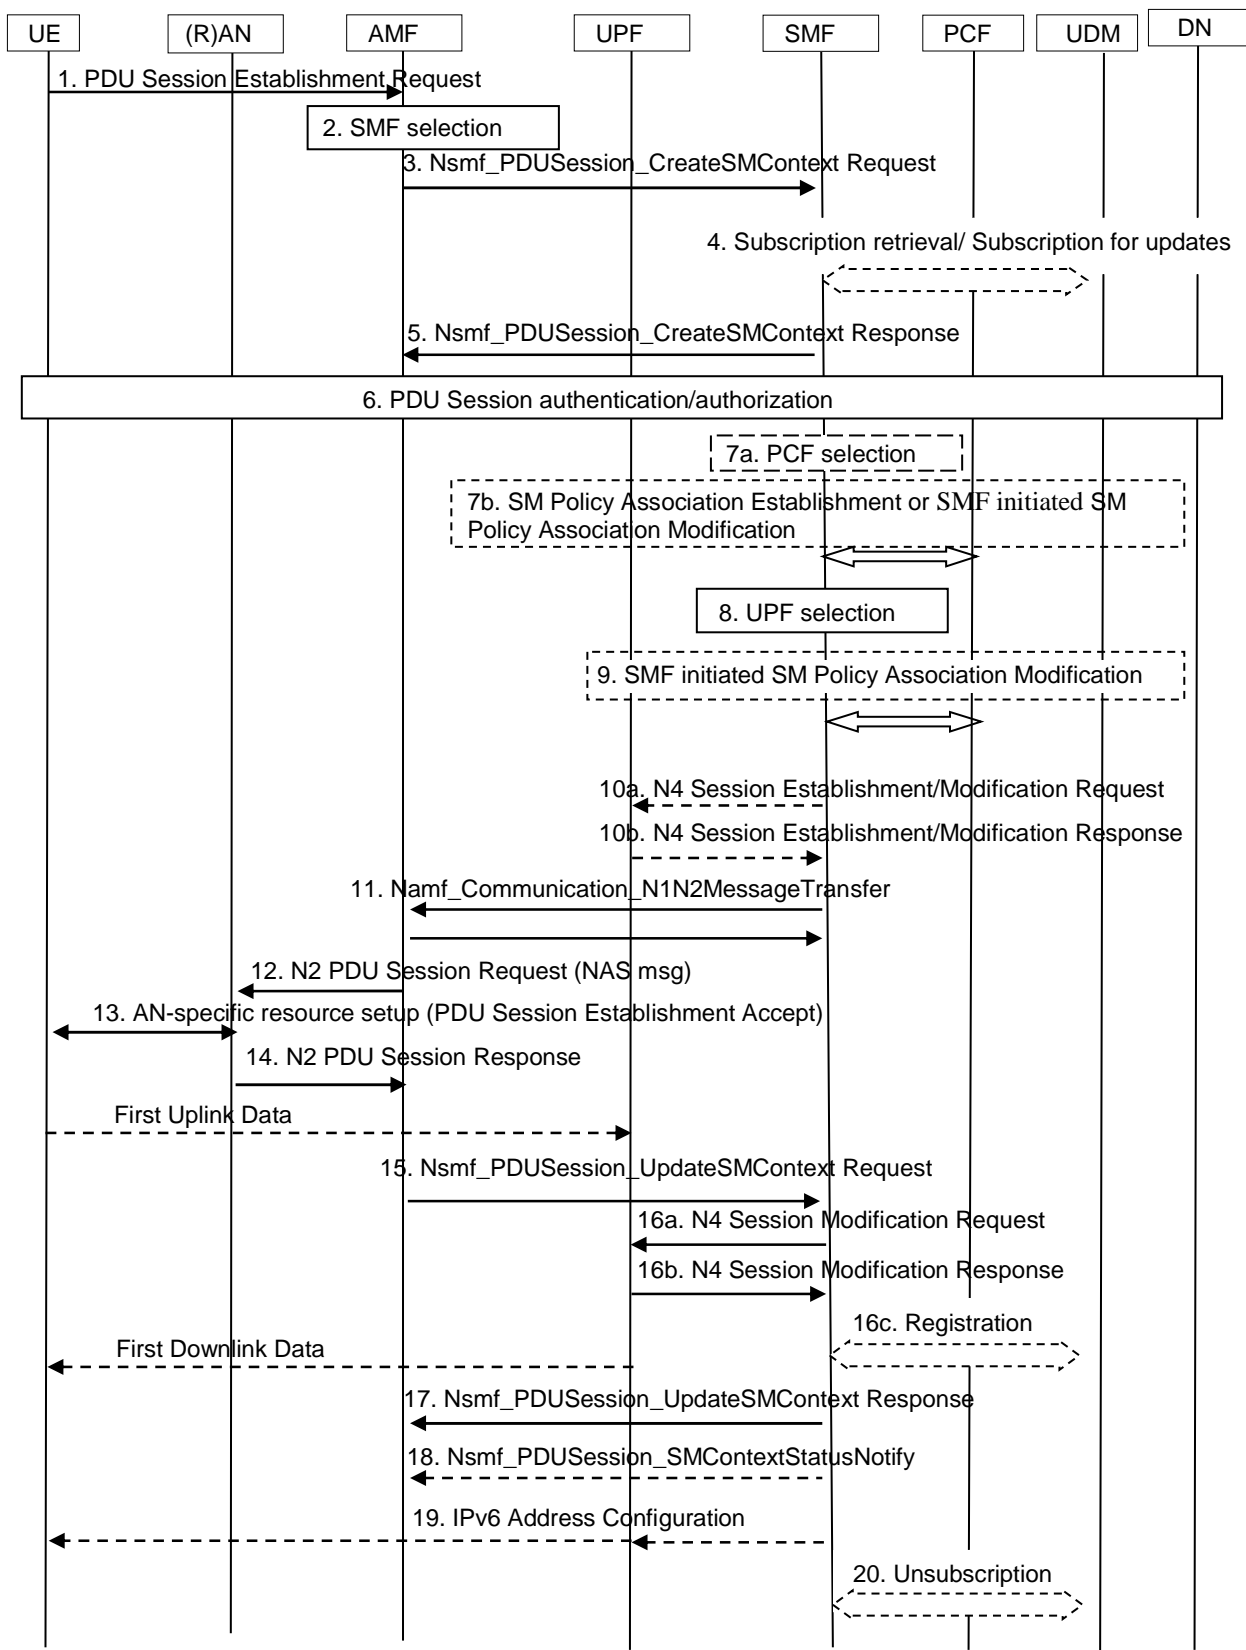 UE (R)AN AMF UPF SMF PCF UDM DN
1. PDU Session Establishment Request
2. SMF selection
3. Nsmf_PDUSession_CreateSMContext Request
4. Subscription retrieval/ Subscription for updates
5. Nsmf_PDUSession_CreateSMContext Response
6. PDU Session authentication/authorization
7a. PCF selection
7b. SM Policy Association Establishment or SMF initiated SM
Policy Association Modification
8. UPF selection
9. SMF initiated SM Policy Association Modification
10a. N4 Session Establishment/Modification Request
10b. N4 Session Establishment/Modification Response
11. Namf_Communication_N1N2MessageTransfer
12. N2 PDU Session Request (NAS msg)
13. AN-specific resource setup (PDU Session Establishment Accept)
14. N2 PDU Session Response
First Uplink Data
15. Nsmf_PDUSession_UpdateSMContext Request
16a. N4 Session Modification Request
16b. N4 Session Modification Response
16c. Registration
First Downlink Data
17. Nsmf_PDUSession_UpdateSMContext Response
18. Nsmf_PDUSession_SMContextStatusNotify
19. IPv6 Address Configuration
20. Unsubscription